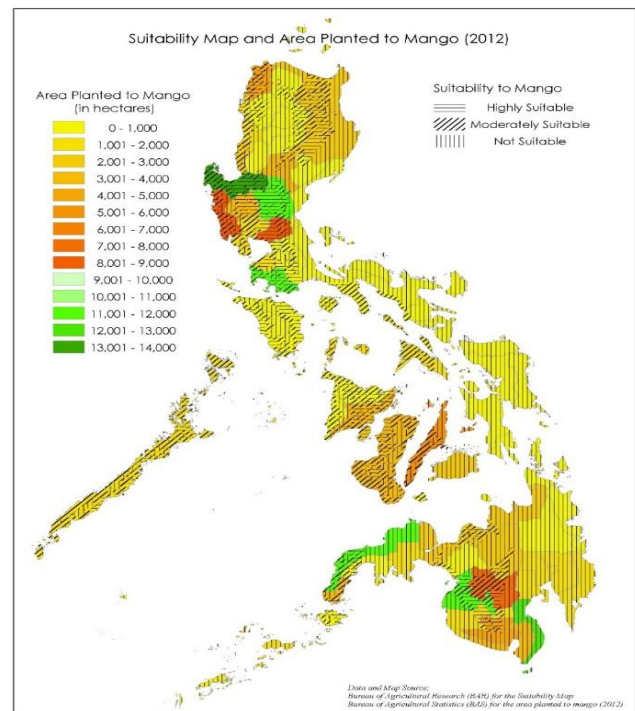 Suitability Map and Area Planted to Mango (2012)
Area Planted to Mango
(in hectares)
0 - 1,000
1,001 - 2,000
2,001 - 3,000
3,001 - 4,000
4,001 - 5,000
5,001 - 6,000
6,001 - 7,000
7,001 - 8,000
8,001 - 9,000
9,001 - 10,000
10,001 - 11,000
11,001 - 12,000
12,001 - 13,000
13,001 - 14,000
Suitability to Mango
Highly Suitable
Moderately Suitable
Not Suitable
Data and Map Source:
Bureau of Agricultural Research (BAR) for the Suitability Map
Bureau of Agricultural Statistics (BAS) for the area planted to mango (2012)